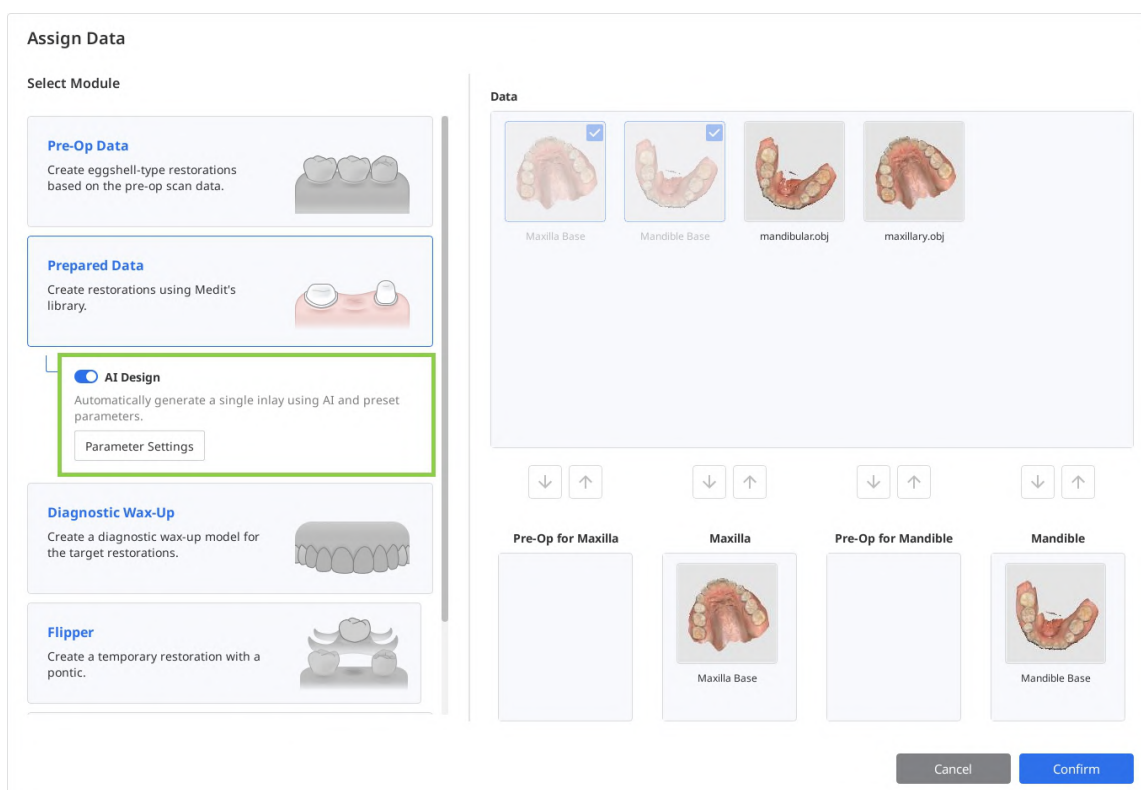 Assign Data
Select Module
Pre-Op Data
Create eggshell-type restorations
based on the pre-op scan data.
Prepared Data
Create restorations using Medit's
library.
AI Design
Automatically generate a single inlay using AI and preset
parameters.
Parameter Settings
Diagnostic Wax-Up
Create a diagnostic wax-up model for
the target restorations.
Flipper
Create a temporary restoration with a
pontic.
Data
Maxilla Base
Mandible Base
mandibular.obj
maxillary.obj
Pre-Op for Maxilla
Maxilla
Pre-Op for Mandible
Mandible
Maxilla Base
Mandible Base
Cancel
Confirm